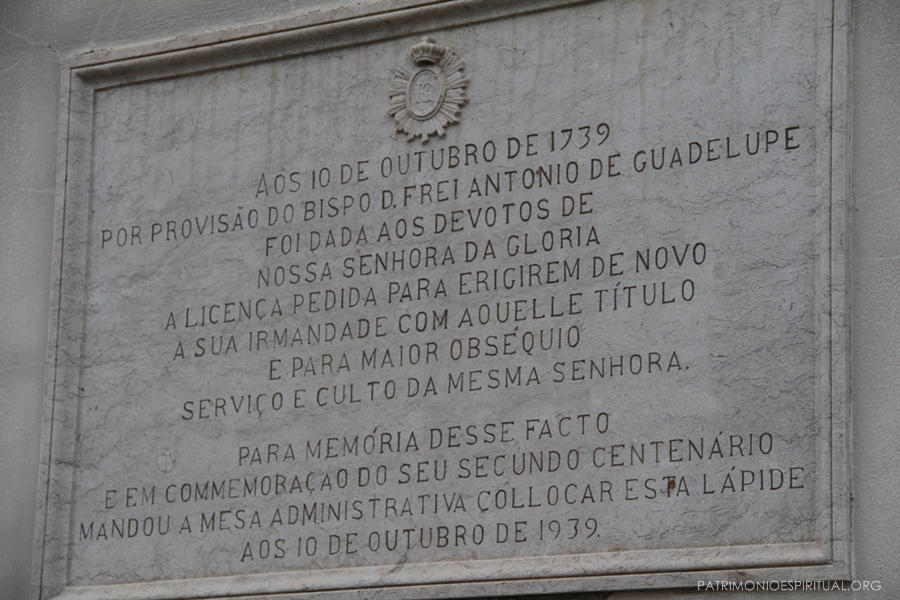 AOS 10 DE OUTUBRO DE 1739
POR PROVISÃO DO BISPO D. FREI ANTONIO DE GUADELUPE
FOI DADA AOS DEVOTOS DE
NOSSA SENHORA DA GLORIA
A LICENÇA PEDIDA PARA ERIGIREM DE NOVO
A SUA IRMANDADE COM AQUELLE TÍTULO
E PARA MAIOR OBSÉQUIO
SERVIÇO E CULTO DA MESMA SENHORA.
PARA MEMÓRIA DESSE FACTO
E EM COMMEMORAÇÃO DO SEU SECUNDO CENTENÁRIO
MANDOU A MESA ADMINISTRATIVA COLLOCAR ESTA LÁPIDE
AOS 10 DE OUTUBRO DE 1939.
PATRIMONIOESPIRITUAL.ORG